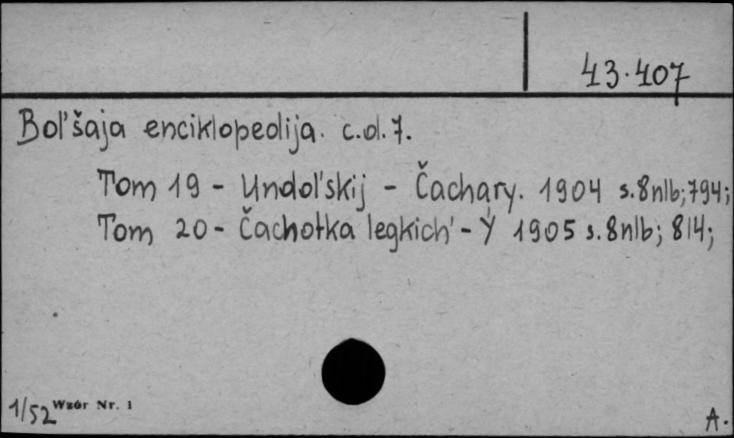 43.407
Bol'šaja enciklopedija. c.d.7.
Tom 19 - Undol'skij - Čachary. 1904 s.8nlb;794;
Tom 20 - Čachotka legkich' - Ý 1905 s.8nlb; 814;
1/52 Wzór Nr. 1
A.